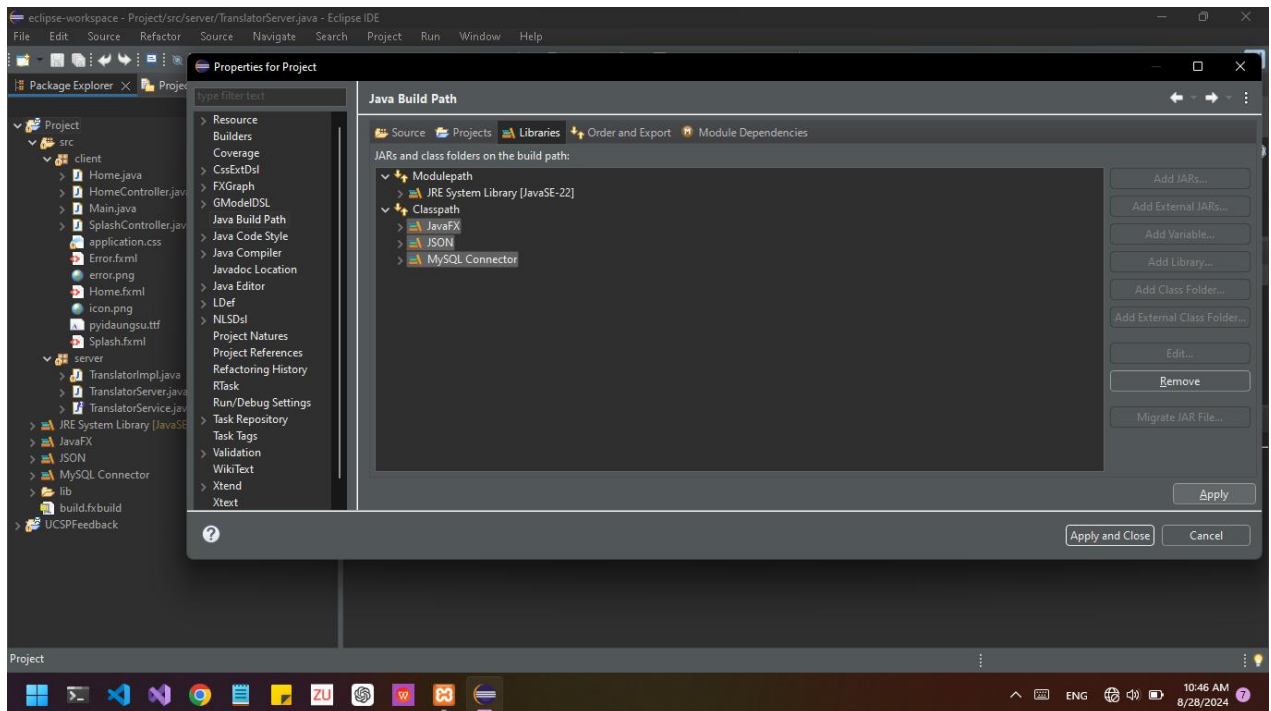 eclipse-workspace - Project/src/server/TranslatorServer.java - Eclipse IDE
File Edit Source Refactor Source Navigate Search Project Run Window Help
Package Explorer Projec
Project
src
client
Home.java
HomeController.jav
Main.java
SplashController.jav
application.css
Error.fxml
error.png
Home.fxml
icon.png
pyidaungsu.ttf
Splash.fxml
server
TranslatorImpl.java
TranslatorServer.java
TranslatorService.jav
JRE System Library [JavaSE
JavaFX
JSON
MySQL Connector
lib
build.fxbuild
UCSPFeedback
Properties for Project
type filter text
Resource
Builders
Coverage
CssExtDsl
FXGraph
GModelDSL
Java Build Path
Java Code Style
Java Compiler
Javadoc Location
Java Editor
LDef
NLSDsl
Project Natures
Project References
Refactoring History
RTask
Run/Debug Settings
Task Repository
Task Tags
Validation
WikiText
Xtend
Xtext
Java Build Path
Source Projects Libraries Order and Export Module Dependencies
JARs and class folders on the build path:
Modulepath
JRE System Library [JavaSE-22]
Classpath
JavaFX
JSON
MySQL Connector
Add JARs...
Add External JARs...
Add Variable...
Add Library...
Add Class Folder...
Add External Class Folder...
Edit...
Remove
Migrate JAR File...
Apply
Apply and Close Cancel
Project
ZU
ENG
10:46 AM
8/28/2024
7